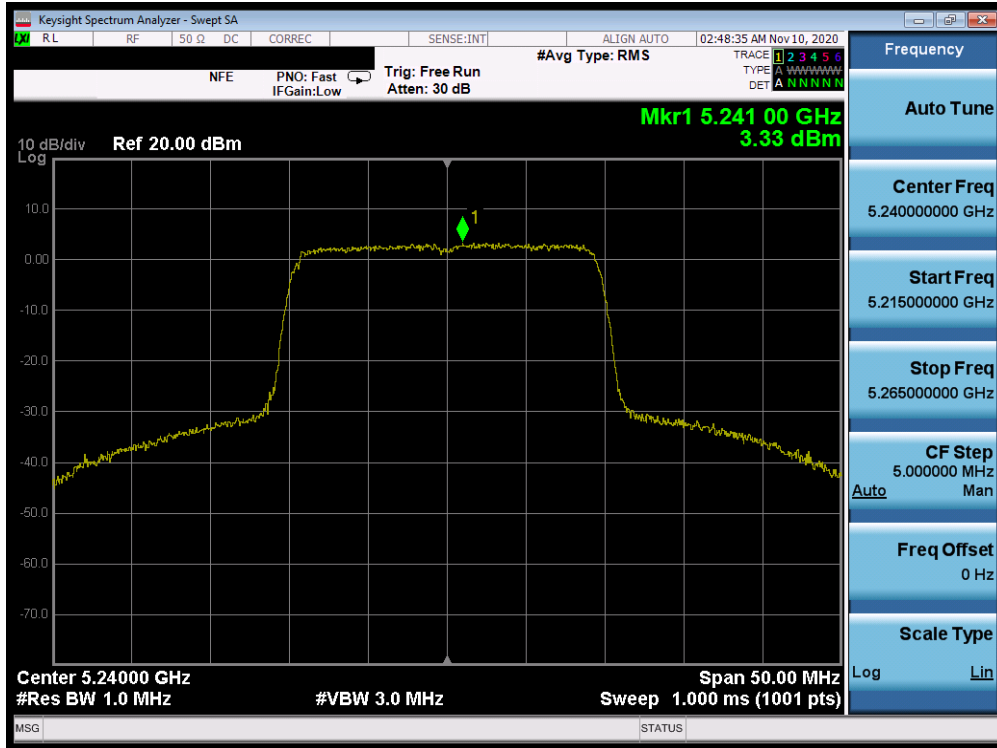 Keysight Spectrum Analyzer - Swept SA
LXI RL RF 50 Ω DC CORREC SENSE:INT ALIGN AUTO 02:48:35 AM Nov 10, 2020
NFE PNO: Fast IFGain:Low Trig: Free Run Atten: 30 dB #Avg Type: RMS
TRACE 1 2 3 4 5 6
TYPE A WWWWW
DET A N N N N N
Mkr1 5.241 00 GHz
3.33 dBm
10 dB/div Ref 20.00 dBm
Log
1
10.0
0.00
-10.0
-20.0
-30.0
-40.0
-50.0
-60.0
-70.0
Center 5.24000 GHz Span 50.00 MHz
#Res BW 1.0 MHz #VBW 3.0 MHz Sweep 1.000 ms (1001 pts)
MSG STATUS
Frequency
Auto Tune
Center Freq
5.240000000 GHz
Start Freq
5.215000000 GHz
Stop Freq
5.265000000 GHz
CF Step
5.000000 MHz
Auto Man
Freq Offset
0 Hz
Scale Type
Log Lin